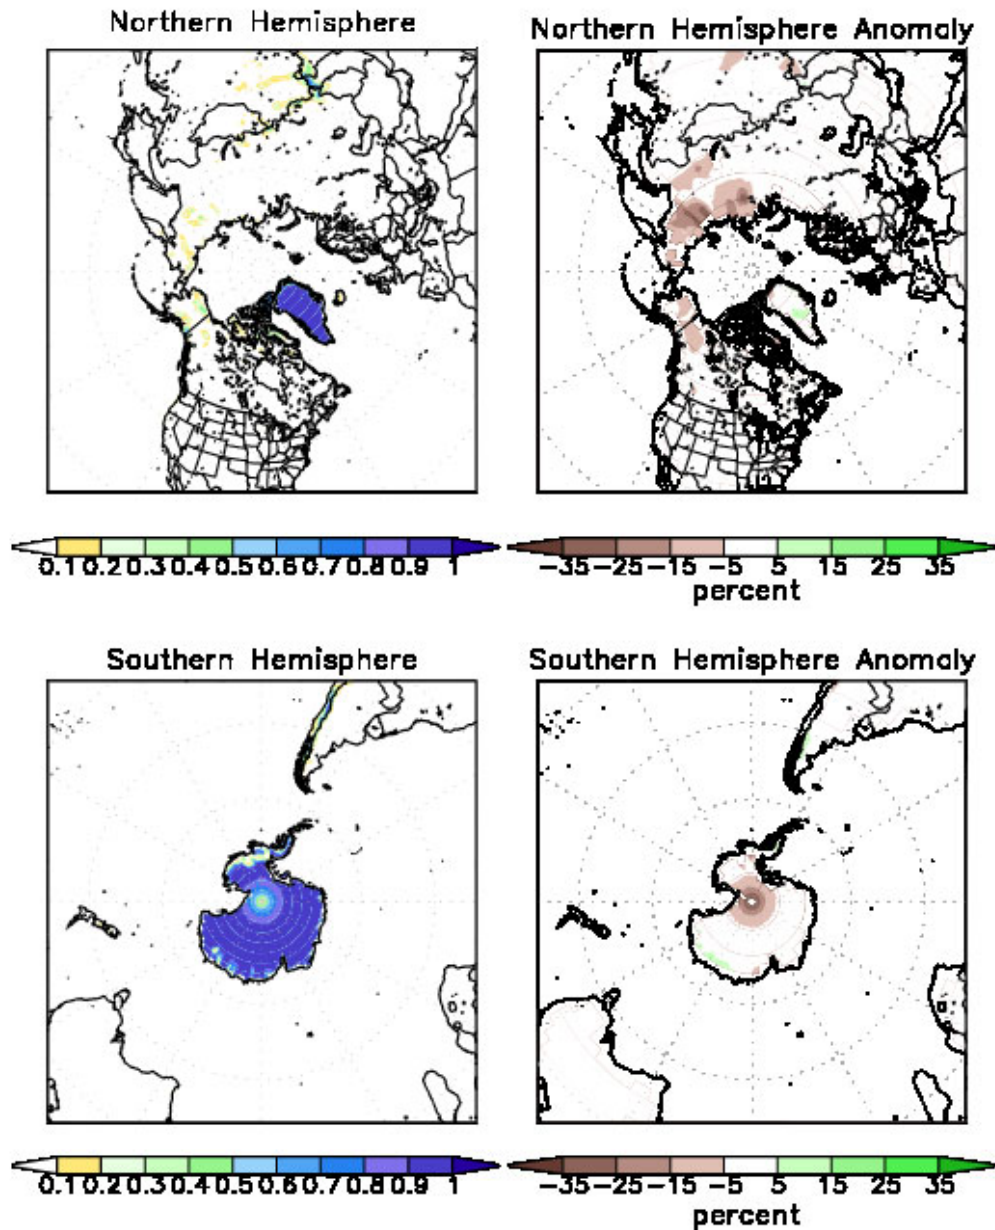 Northern Hemisphere
Northern Hemisphere Anomaly
0.1 0.2 0.3 0.4 0.5 0.6 0.7 0.8 0.9 1
-35 -25 -15 -5 5 15 25 35
percent
Southern Hemisphere
Southern Hemisphere Anomaly
0.1 0.2 0.3 0.4 0.5 0.6 0.7 0.8 0.9 1
-35 -25 -15 -5 5 15 25 35
percent